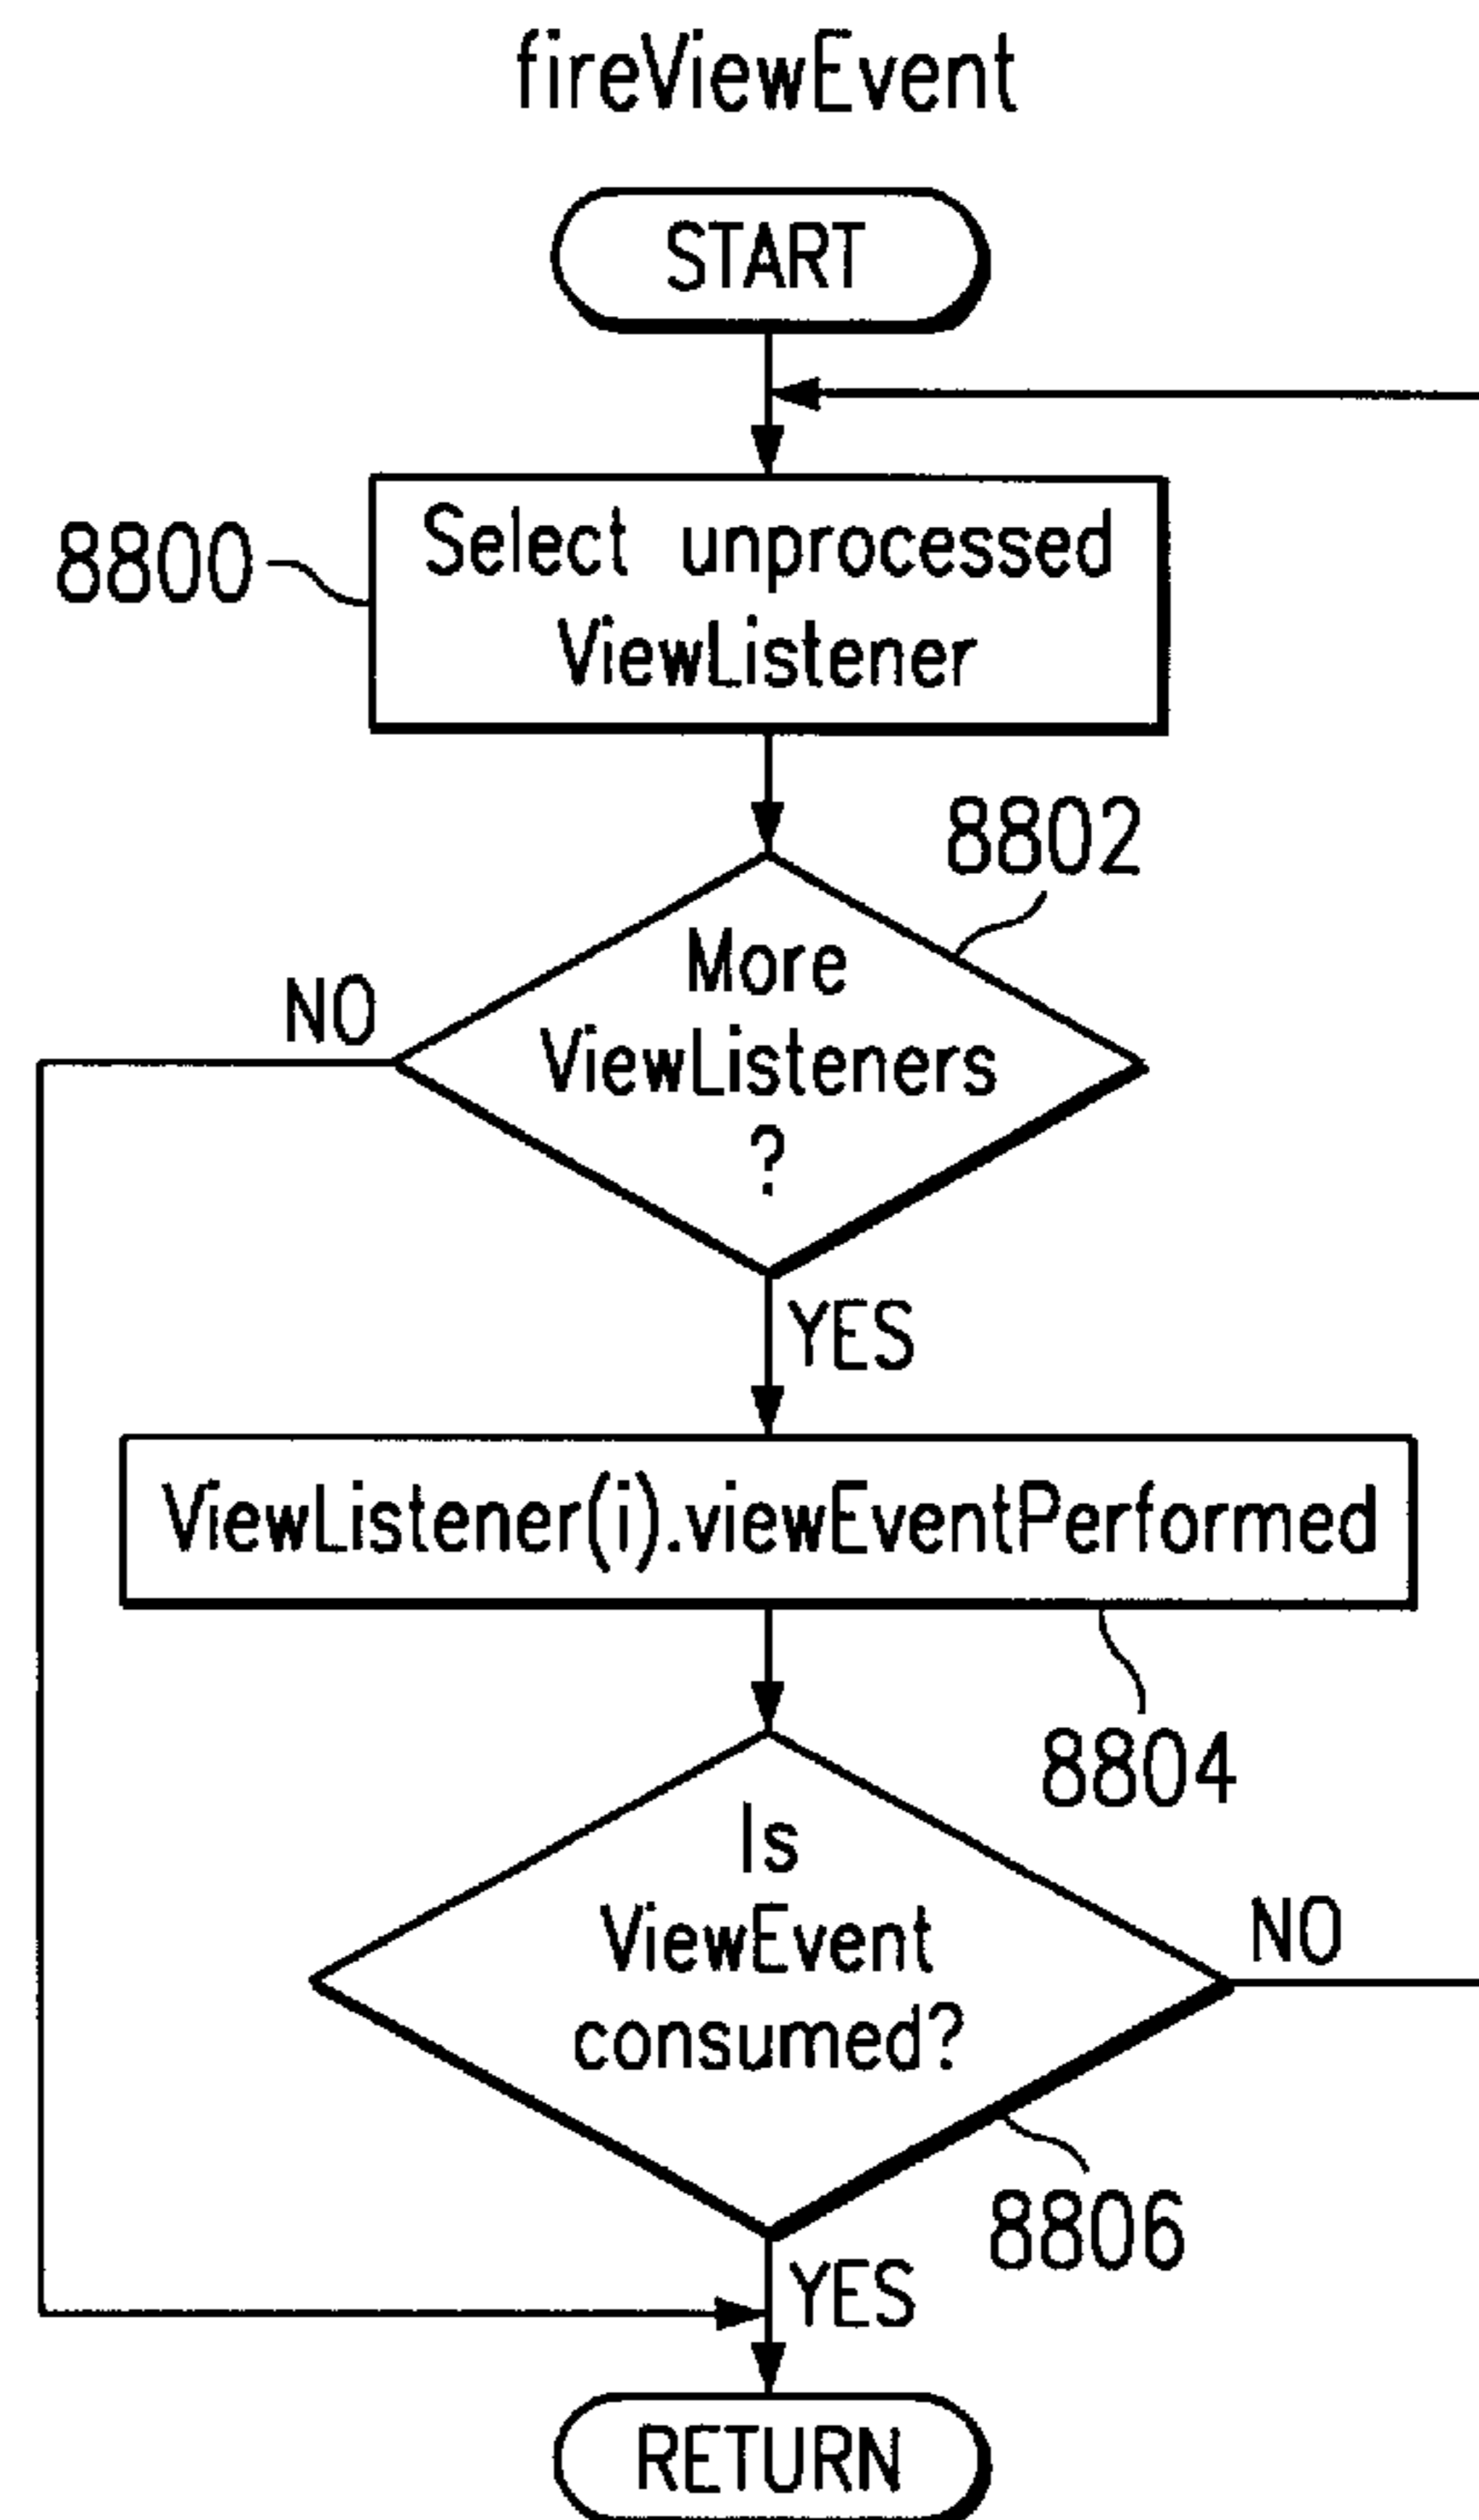 fireViewEvent
START
8800
Select unprocessed
ViewListener
8802
More
ViewListeners
?
NO
YES
ViewListener(i).viewEventPerformed
8804
Is
ViewEvent
consumed?
NO
8806
YES
RETURN